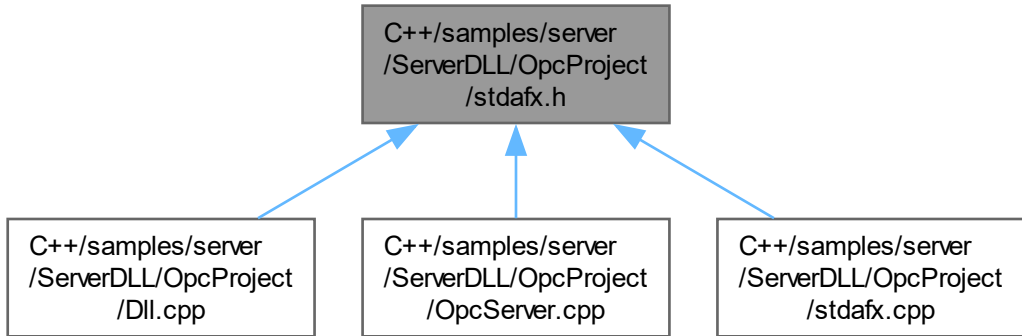 C++/samples/server
/ServerDLL/OpcProject
/stdafx.h
C++/samples/server
/ServerDLL/OpcProject
/Dll.cpp
C++/samples/server
/ServerDLL/OpcProject
/OpcServer.cpp
C++/samples/server
/ServerDLL/OpcProject
/stdafx.cpp